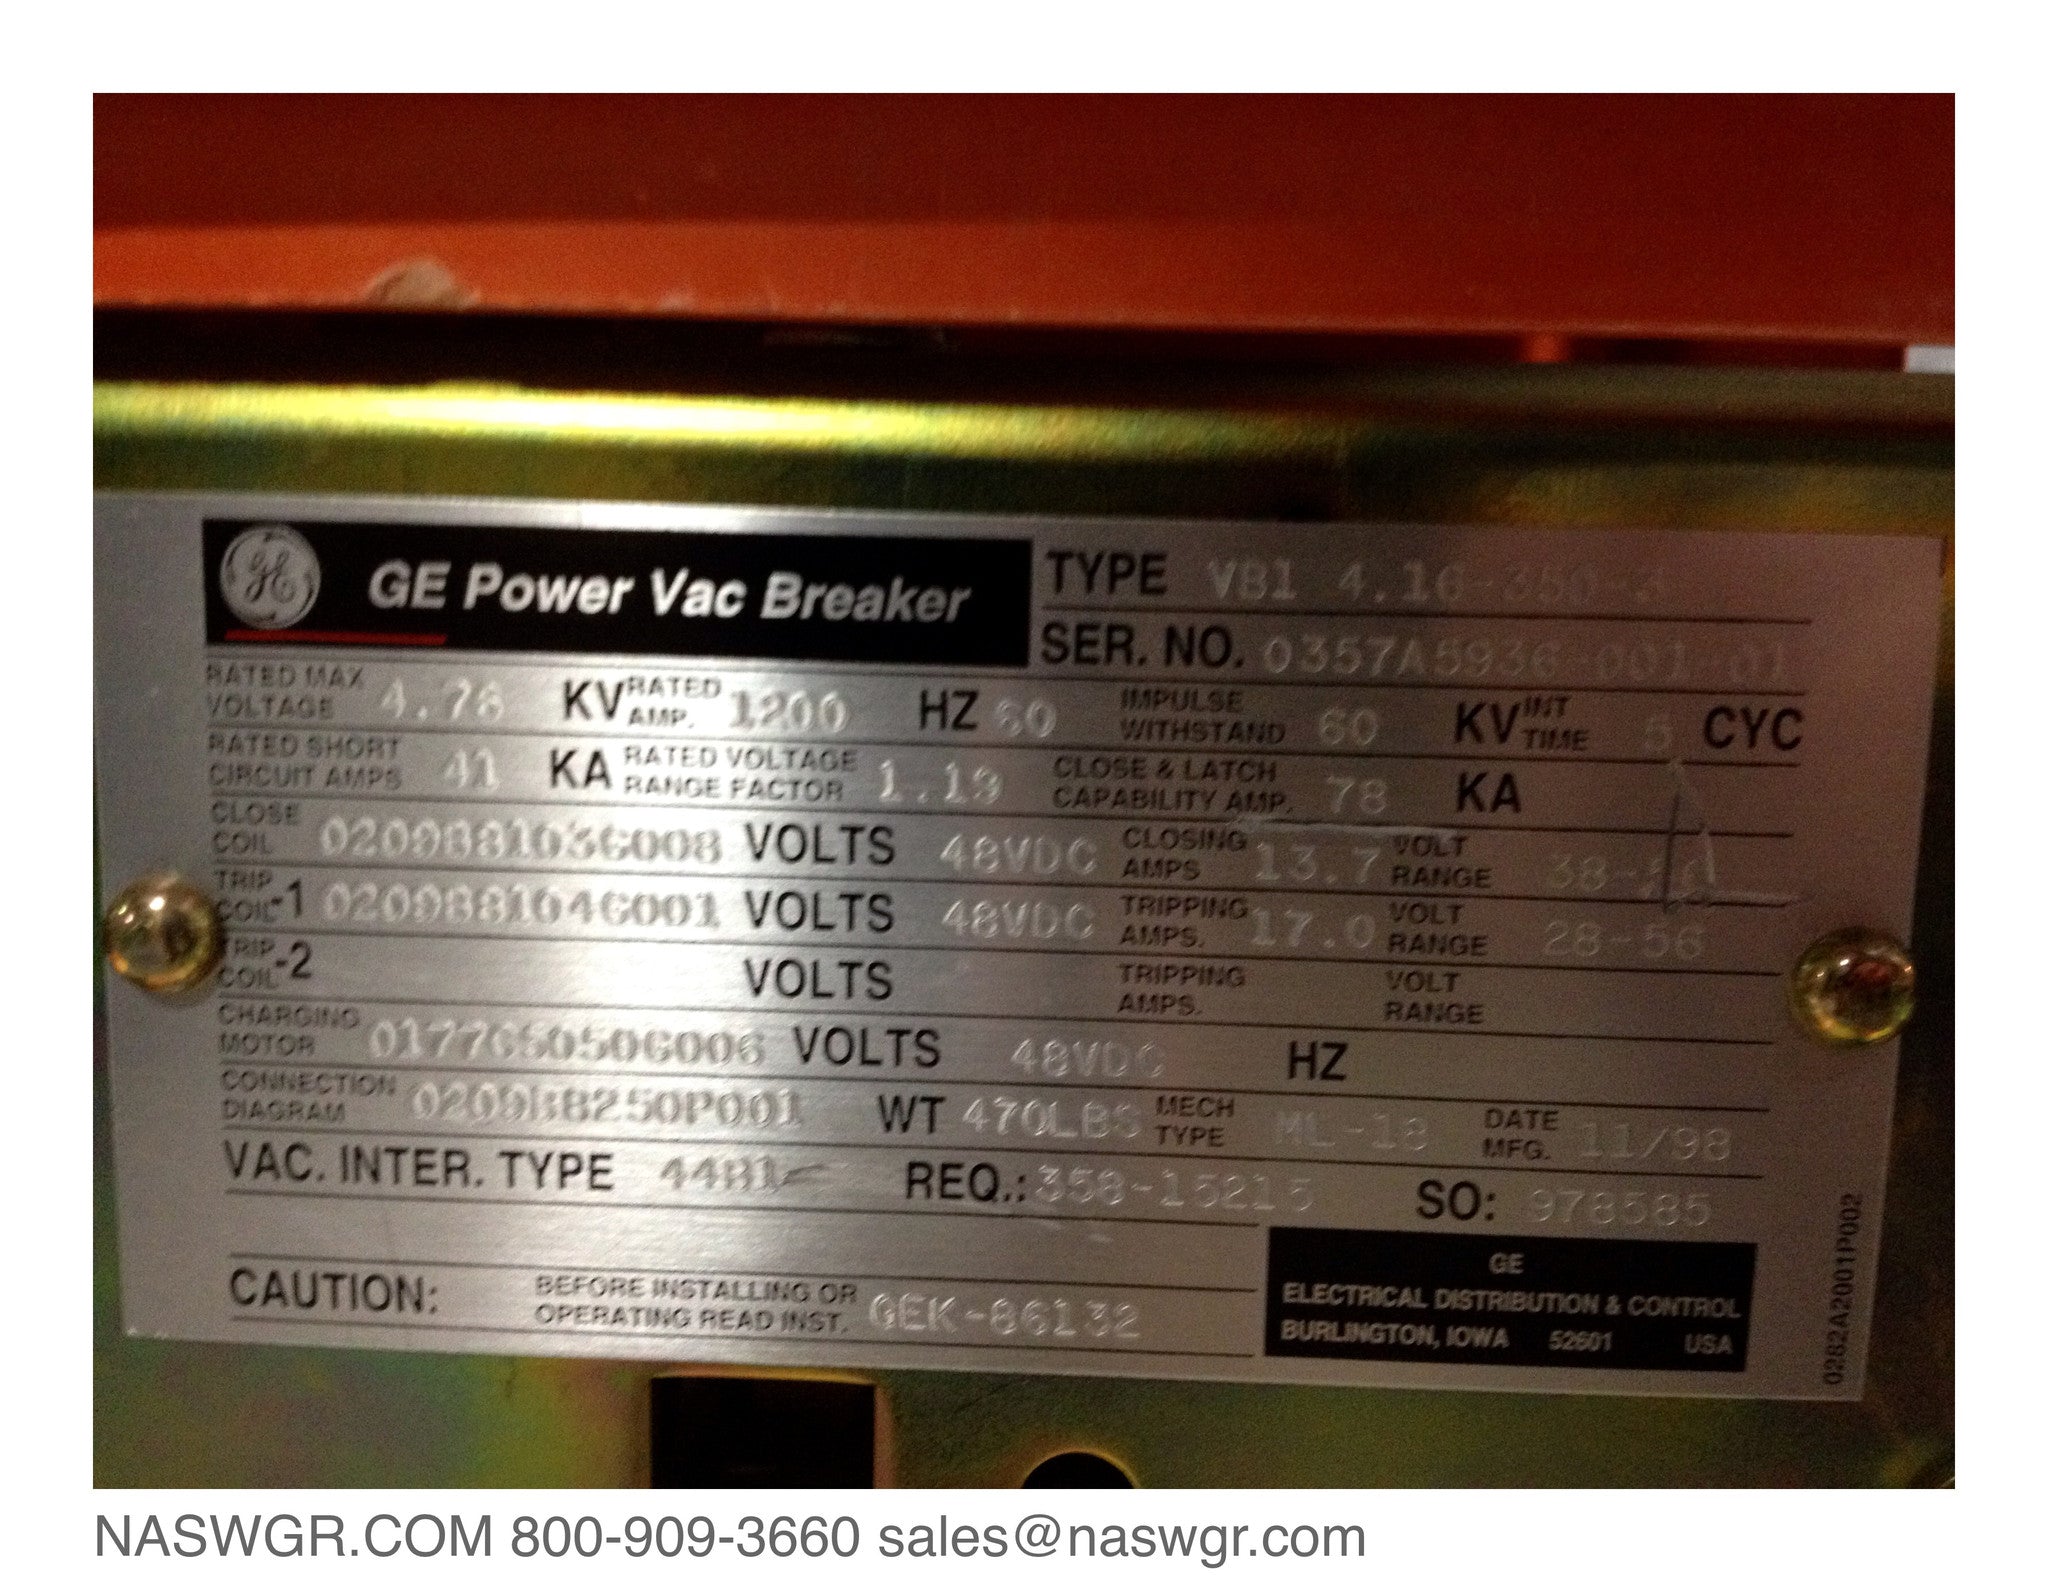 GE Power Vac Breaker
TYPE VB1 4.16-350-3
SER. NO. 0357A5936-001-01
RATED MAX VOLTAGE 4.76 KV RATED AMP. 1200 HZ 60 IMPULSE WITHSTAND 60 KV INT TIME 5 CYC
RATED SHORT CIRCUIT AMPS 41 KA RATED VOLTAGE RANGE FACTOR 1.19 CLOSE & LATCH CAPABILITY AMP. 78 KA
CLOSE COIL 0209B8103G008 VOLTS 48VDC CLOSING AMPS 13.7 VOLT RANGE 38-56
TRIP COIL-1 0209B8104G001 VOLTS 48VDC TRIPPING AMPS. 17.0 VOLT RANGE 28-56
TRIP COIL-2 VOLTS TRIPPING AMPS. VOLT RANGE
CHARGING MOTOR 0177C5050G006 VOLTS 48VDC HZ
CONNECTION DIAGRAM 0209B8250P001 WT 470LBS MECH TYPE ML-18 DATE MFG. 11/98
VAC. INTER. TYPE REQ.: 358-15215 SO: 978585
CAUTION: BEFORE INSTALLING OR OPERATING READ INST. GEK-86132
GE
ELECTRICAL DISTRIBUTION & CONTROL
BURLINGTON, IOWA 52601 USA
0282A2001P002
NASWGR.COM 800-909-3660 sales@naswgr.com